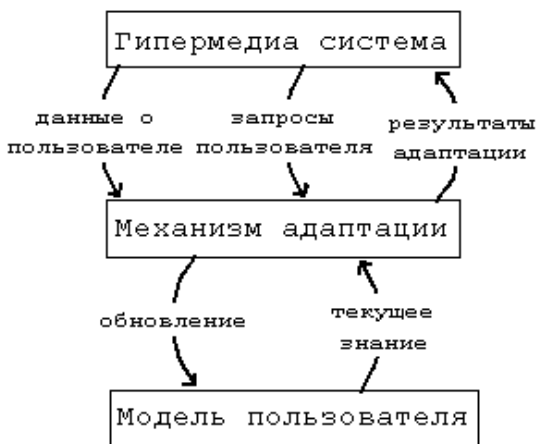 Гипермедиа система
данные о
пользователе
запросы
пользователя
результаты
адаптации
Механизм адаптации
обновление
текущее
знание
Модель пользователя